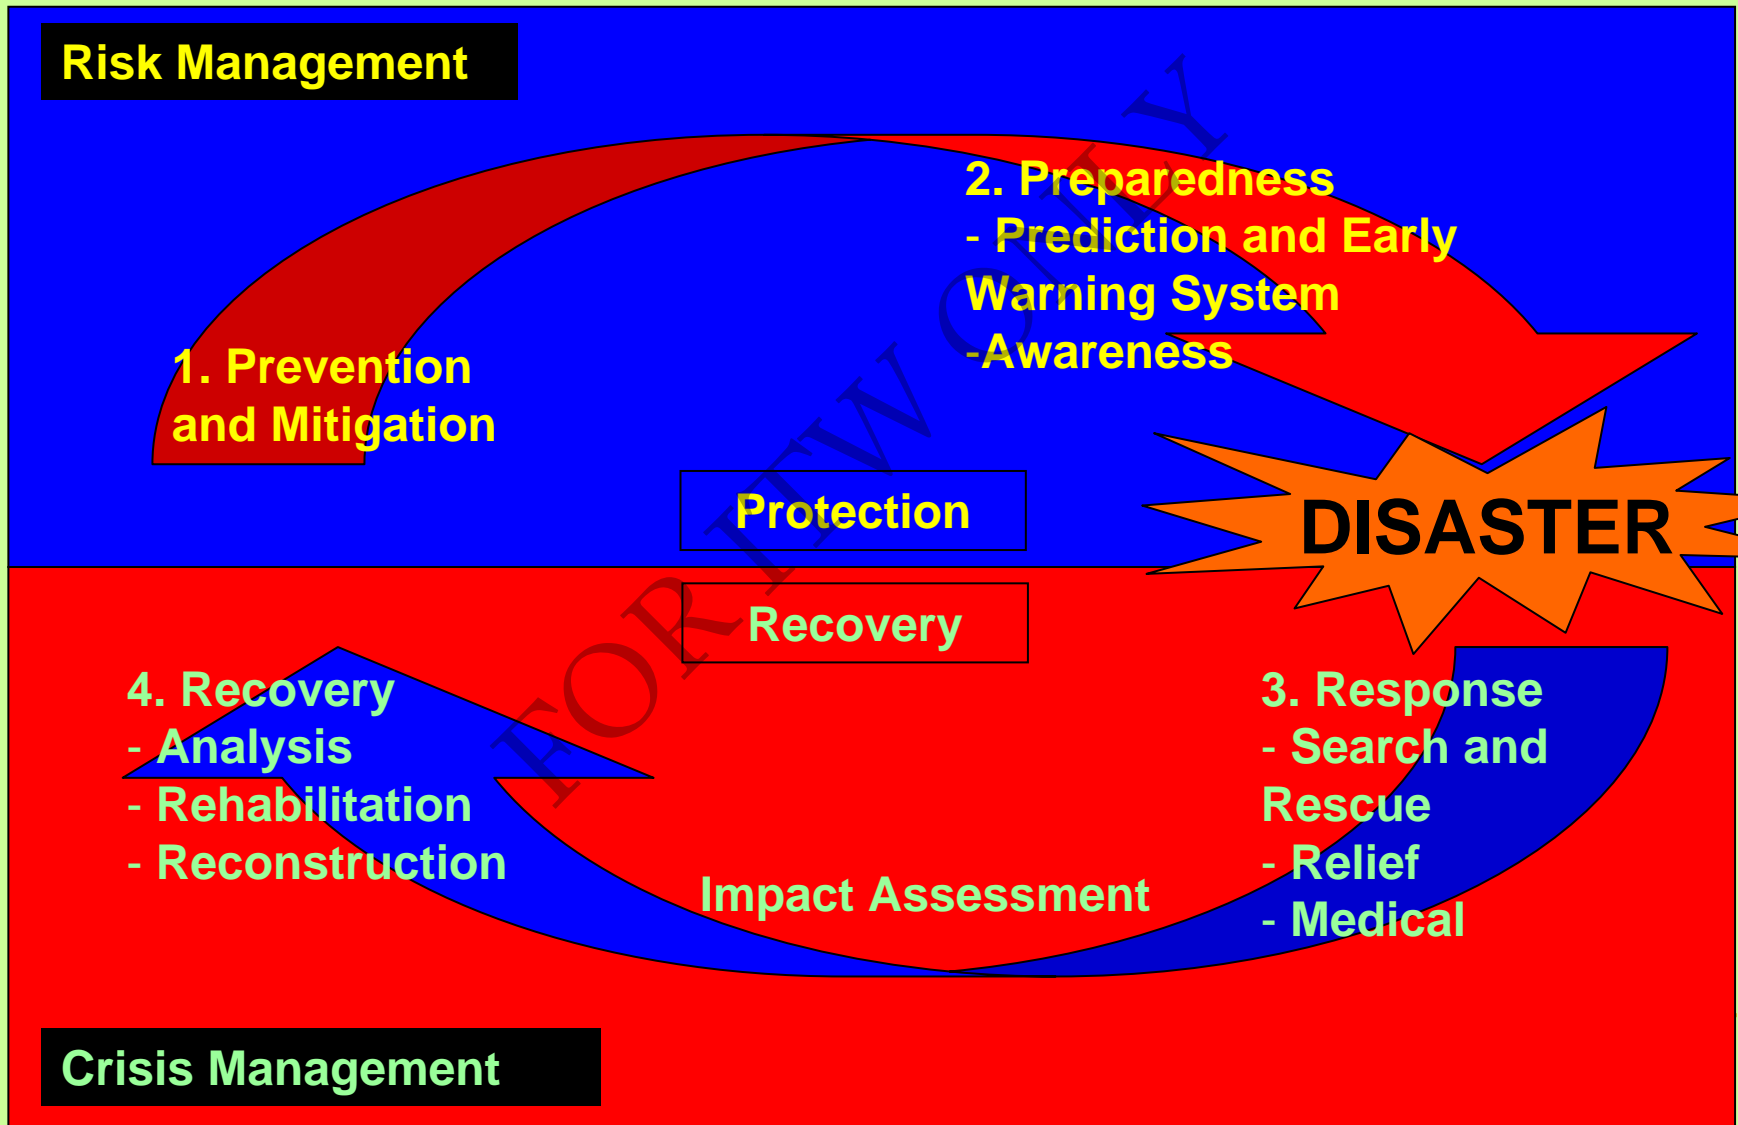 Risk Management
2. Preparedness
- Prediction and Early
Warning System
-Awareness
1. Prevention
and Mitigation
Protection
DISASTER
Recovery
4. Recovery
- Analysis
- Rehabilitation
- Reconstruction
3. Response
- Search and
Rescue
- Relief
- Medical
Impact Assessment
Crisis Management
FOR ITW ONLY